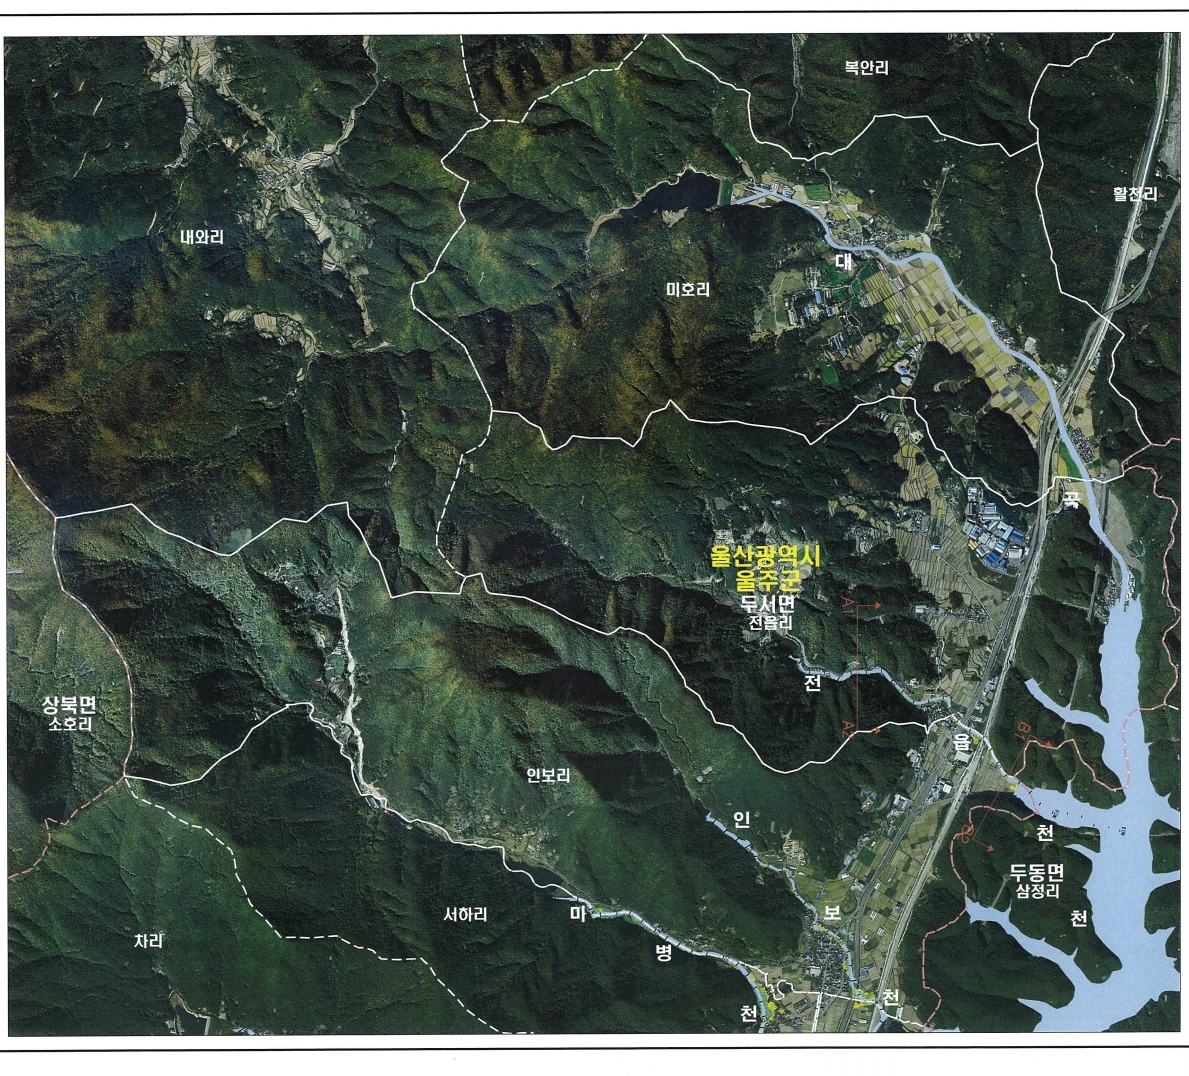 복안리
활천리
내와리
대
미호리
곡
울산광역시
울주군
두서면
전읍리
A
전
상북면
소호리
A2
읍
인보리
인
천
두동면
삼정리
마
보
서하리
천
차리
병
천
천